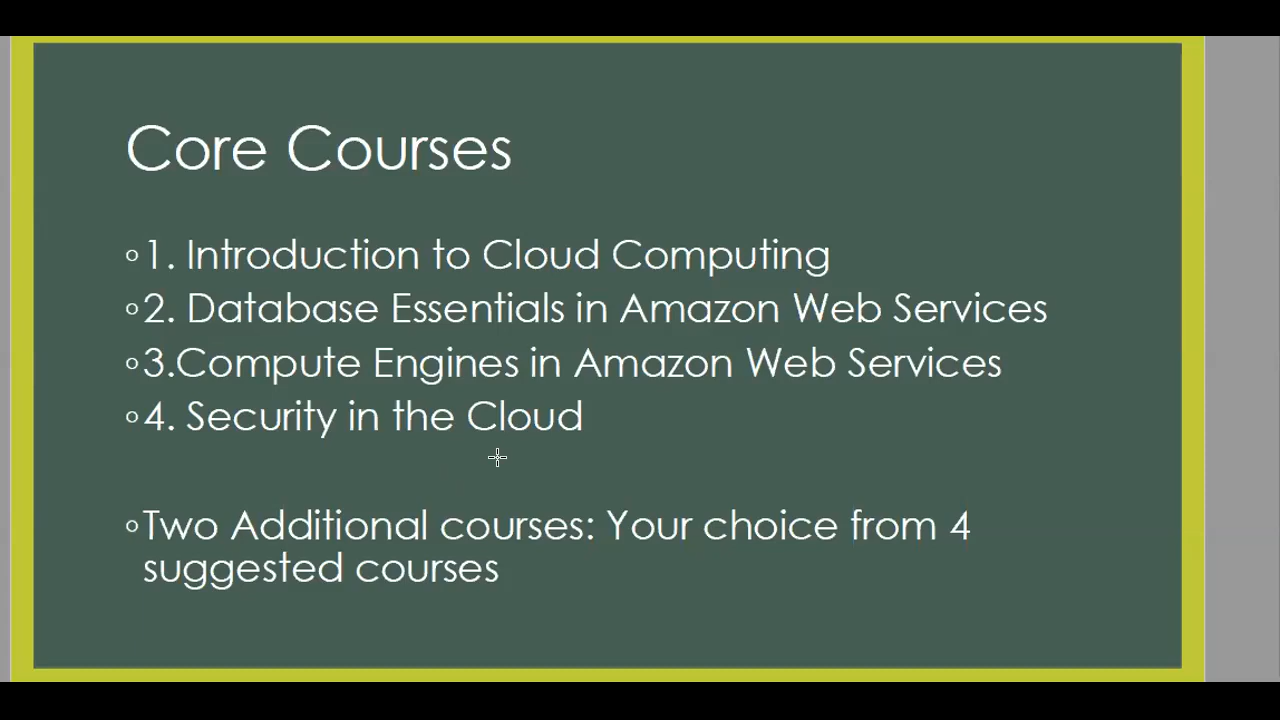 Core Courses
◦1. Introduction to Cloud Computing
◦2. Database Essentials in Amazon Web Services
◦3.Compute Engines in Amazon Web Services
◦4. Security in the Cloud
◦Two Additional courses: Your choice from 4
suggested courses